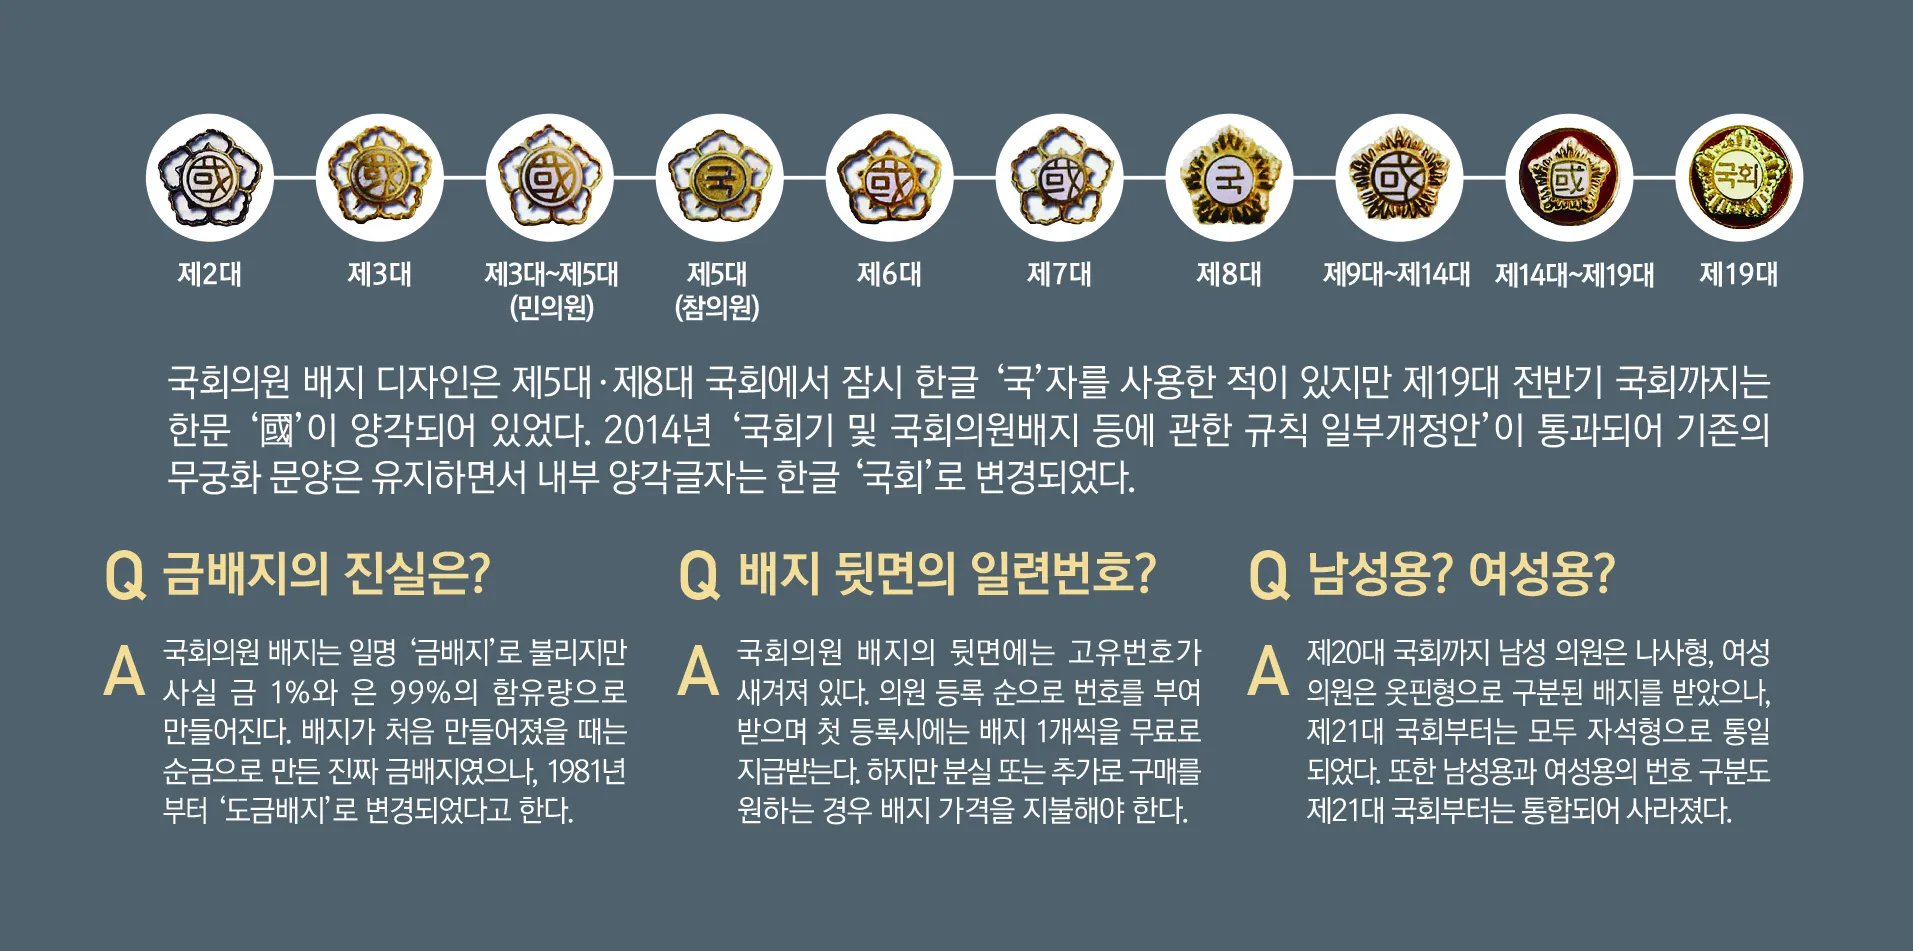 國
國
國
국
國
國
국
國
國
국회
제2대
제3대
제3대~제5대
(민의원)
제5대
(참의원)
제6대
제7대
제8대
제9대~제14대
제14대~제19대
제19대
국회의원 배지 디자인은 제5대·제8대 국회에서 잠시 한글 ‘국’자를 사용한 적이 있지만 제19대 전반기 국회까지는
한문 ‘國’이 양각되어 있었다. 2014년 ‘국회기 및 국회의원배지 등에 관한 규칙 일부개정안’이 통과되어 기존의
무궁화 문양은 유지하면서 내부 양각글자는 한글 ‘국회’로 변경되었다.
Q 금배지의 진실은?
A 국회의원 배지는 일명 ‘금배지’로 불리지만
사실 금 1%와 은 99%의 함유량으로
만들어진다. 배지가 처음 만들어졌을 때는
순금으로 만든 진짜 금배지였으나, 1981년
부터 ‘도금배지’로 변경되었다고 한다.
Q 배지 뒷면의 일련번호?
A 국회의원 배지의 뒷면에는 고유번호가
새겨져 있다. 의원 등록 순으로 번호를 부여
받으며 첫 등록시에는 배지 1개씩을 무료로
지급받는다. 하지만 분실 또는 추가로 구매를
원하는 경우 배지 가격을 지불해야 한다.
Q 남성용? 여성용?
A 제20대 국회까지 남성 의원은 나사형, 여성
의원은 옷핀형으로 구분된 배지를 받았으나,
제21대 국회부터는 모두 자석형으로 통일
되었다. 또한 남성용과 여성용의 번호 구분도
제21대 국회부터는 통합되어 사라졌다.